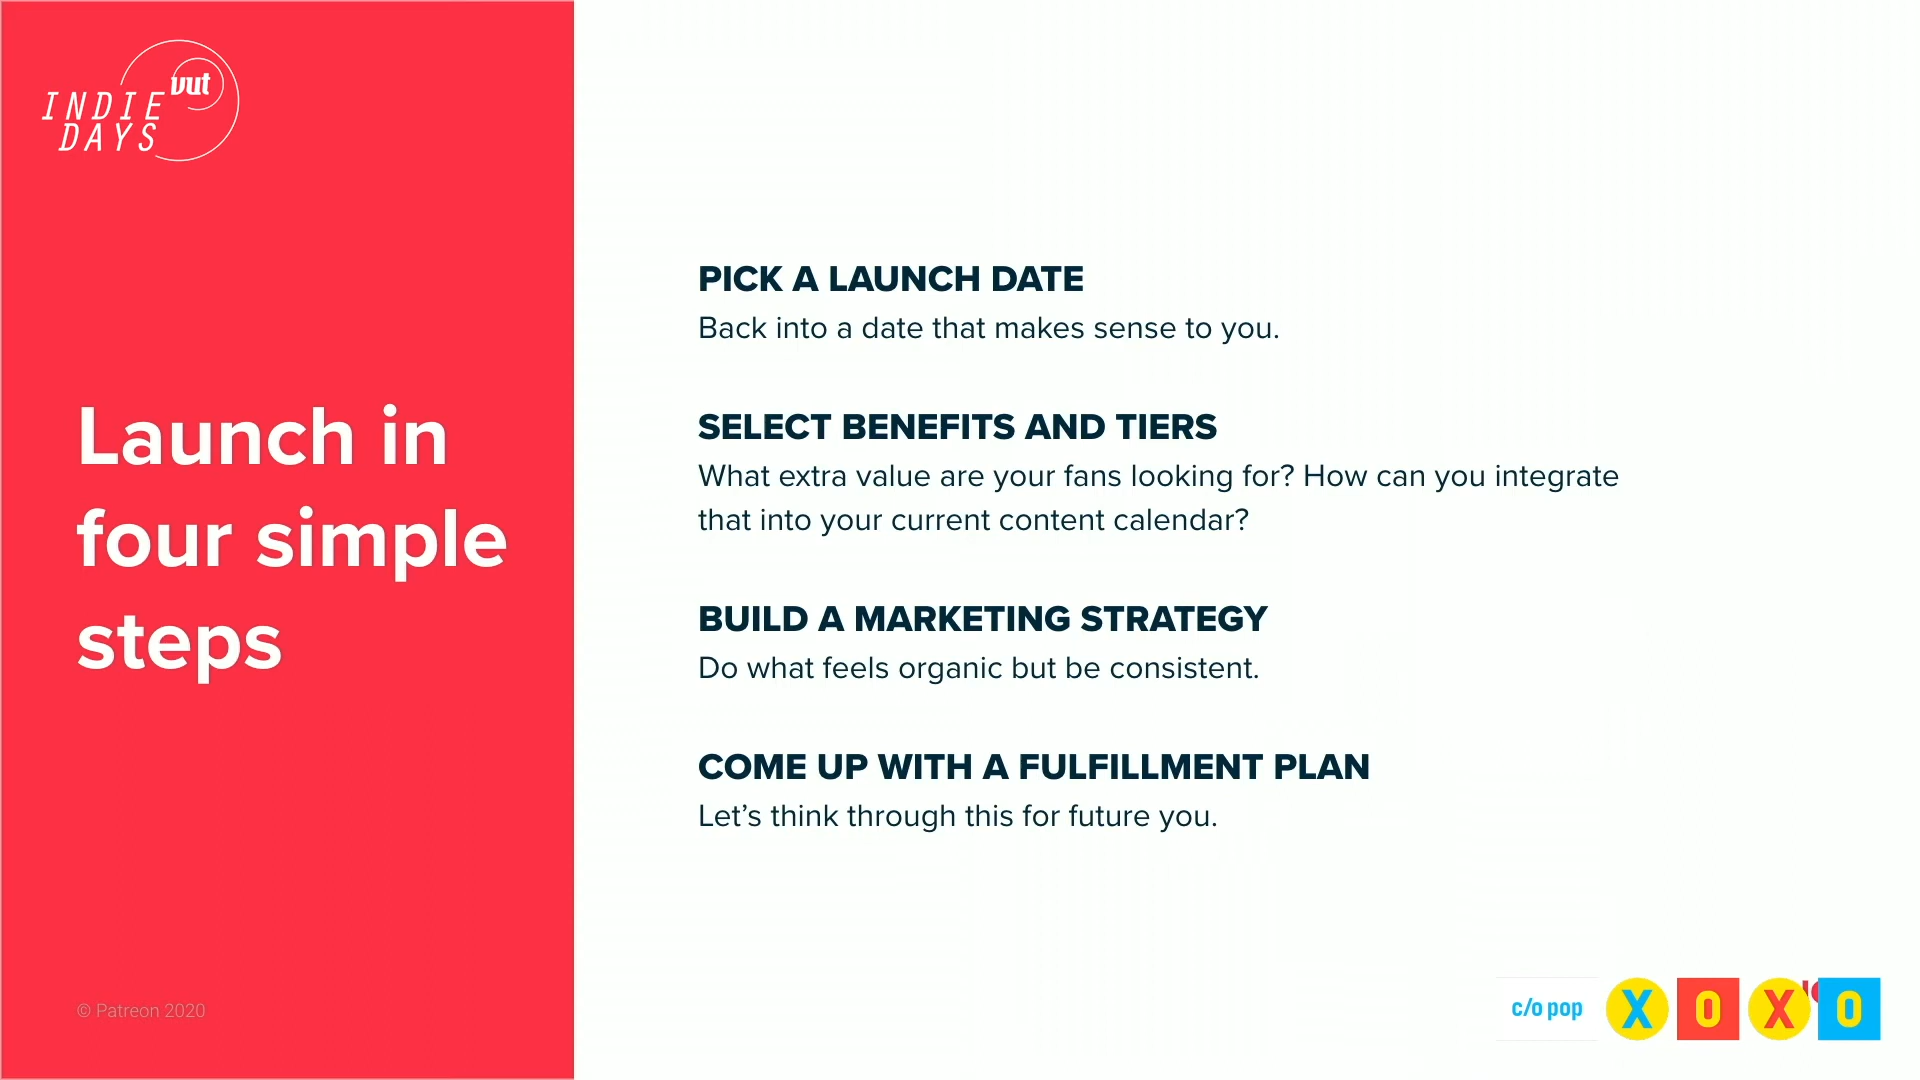 vut
INDIE
DAYS
Launch in
four simple
steps
PICK A LAUNCH DATE
Back into a date that makes sense to you.
SELECT BENEFITS AND TIERS
What extra value are your fans looking for? How can you integrate
that into your current content calendar?
BUILD A MARKETING STRATEGY
Do what feels organic but be consistent.
COME UP WITH A FULFILLMENT PLAN
Let’s think through this for future you.
© Patreon 2020
c/o pop XOXO